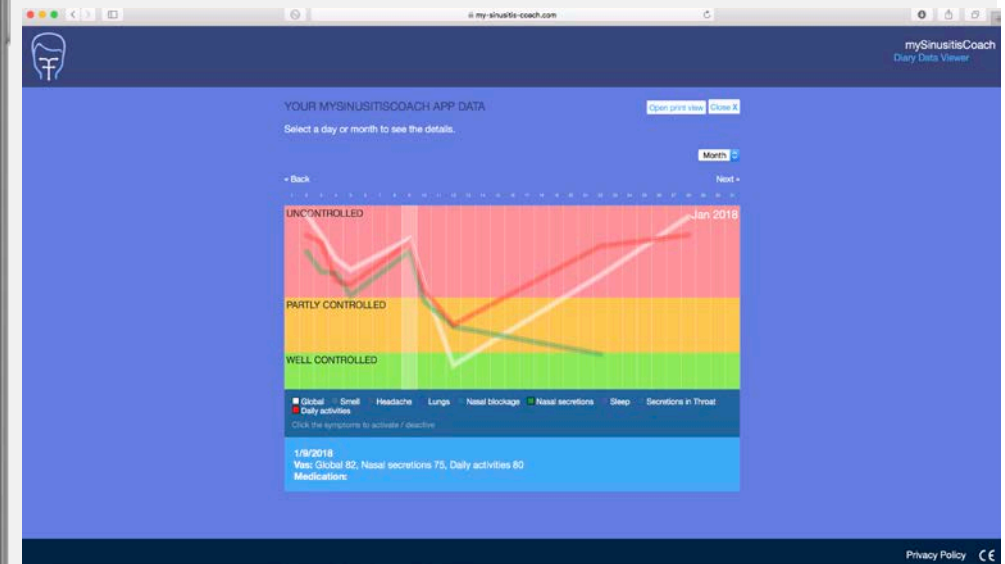 my-sinusitis-coach.com
mySinusitisCoach
Diary Data Viewer
YOUR MYSINUSITISCOACH APP DATA
Open print view Close X
Select a day or month to see the details.
Month
« Back
Next »
UNCONTROLLED
Jan 2018
PARTLY CONTROLLED
WELL CONTROLLED
Global Smell Headache Lungs Nasal blockage Nasal secretions Sleep Secretions in Throat
Daily activities
Click the symptoms to activate / deactive
1/9/2018
Vas: Global 82, Nasal secretions 75, Daily activities 80
Medication:
Privacy Policy CE